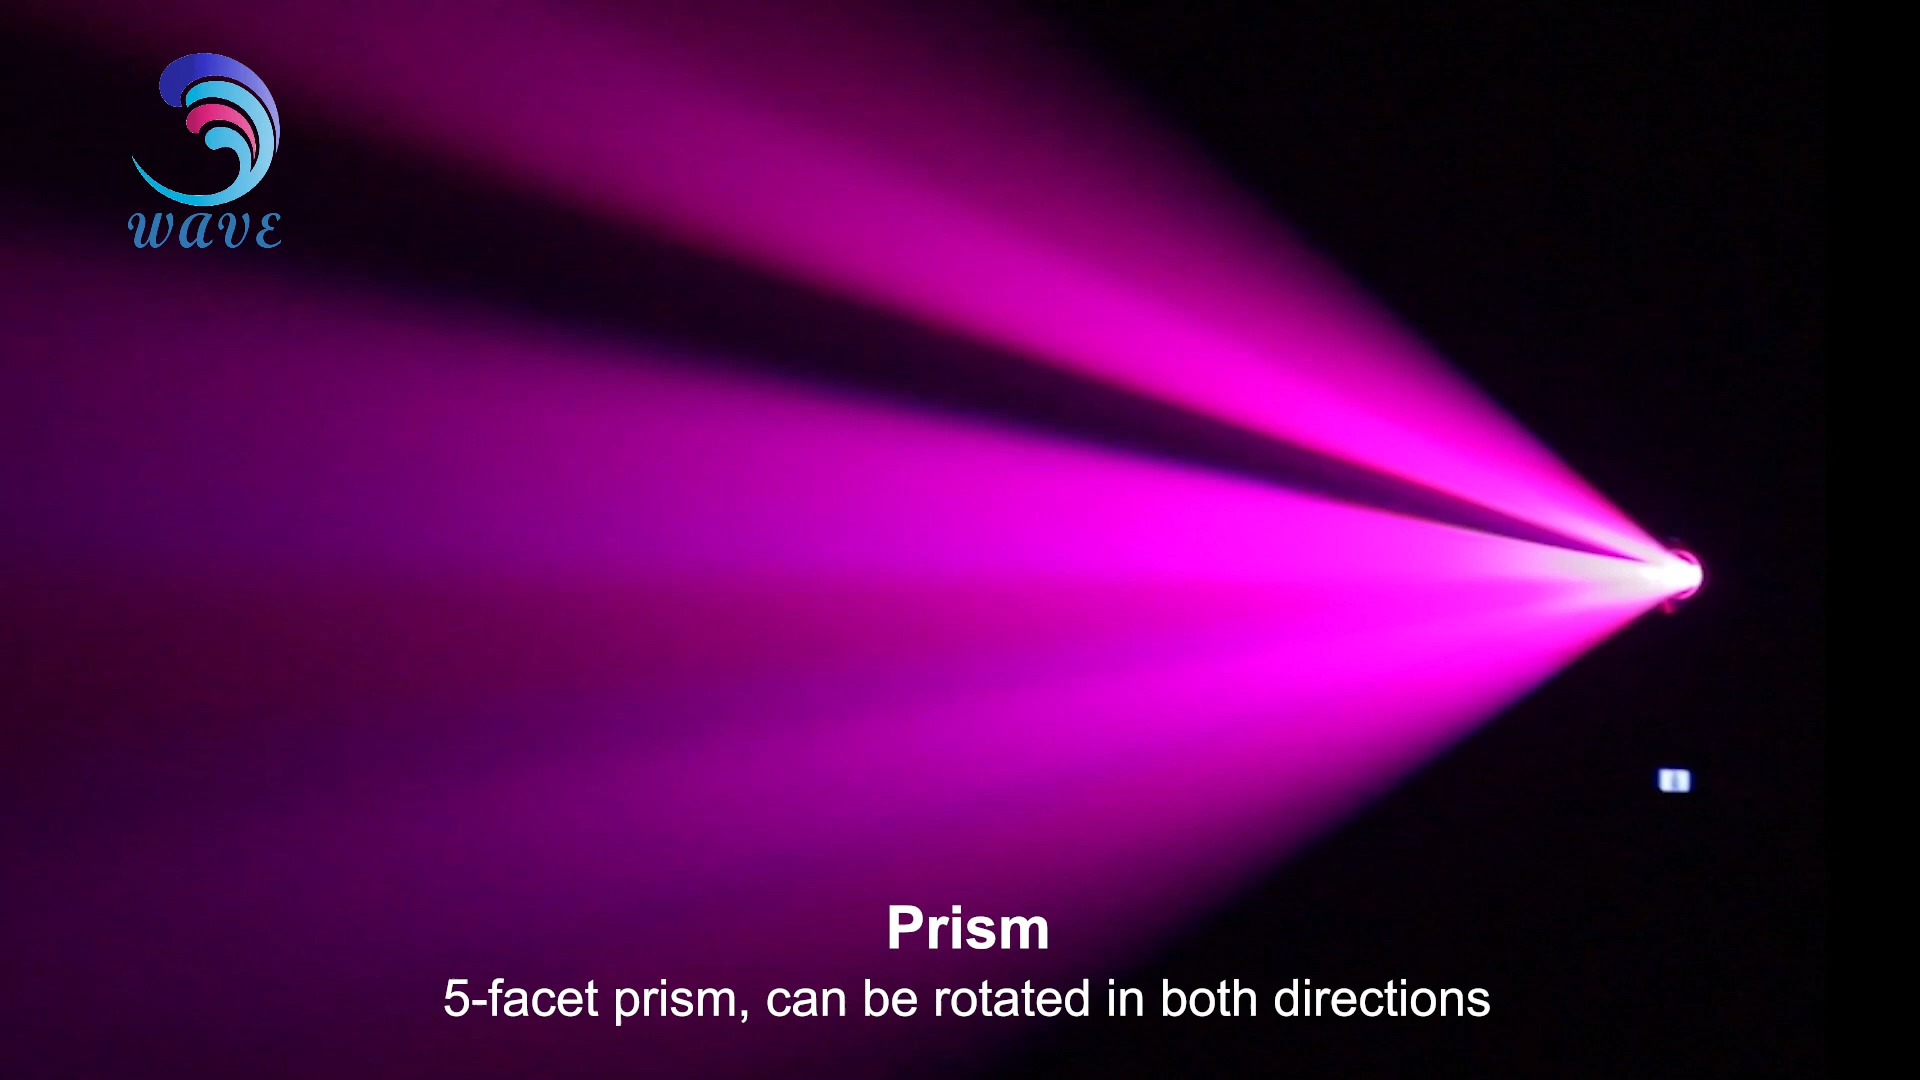 WAVE
Prism
5-facet prism, can be rotated in both directions